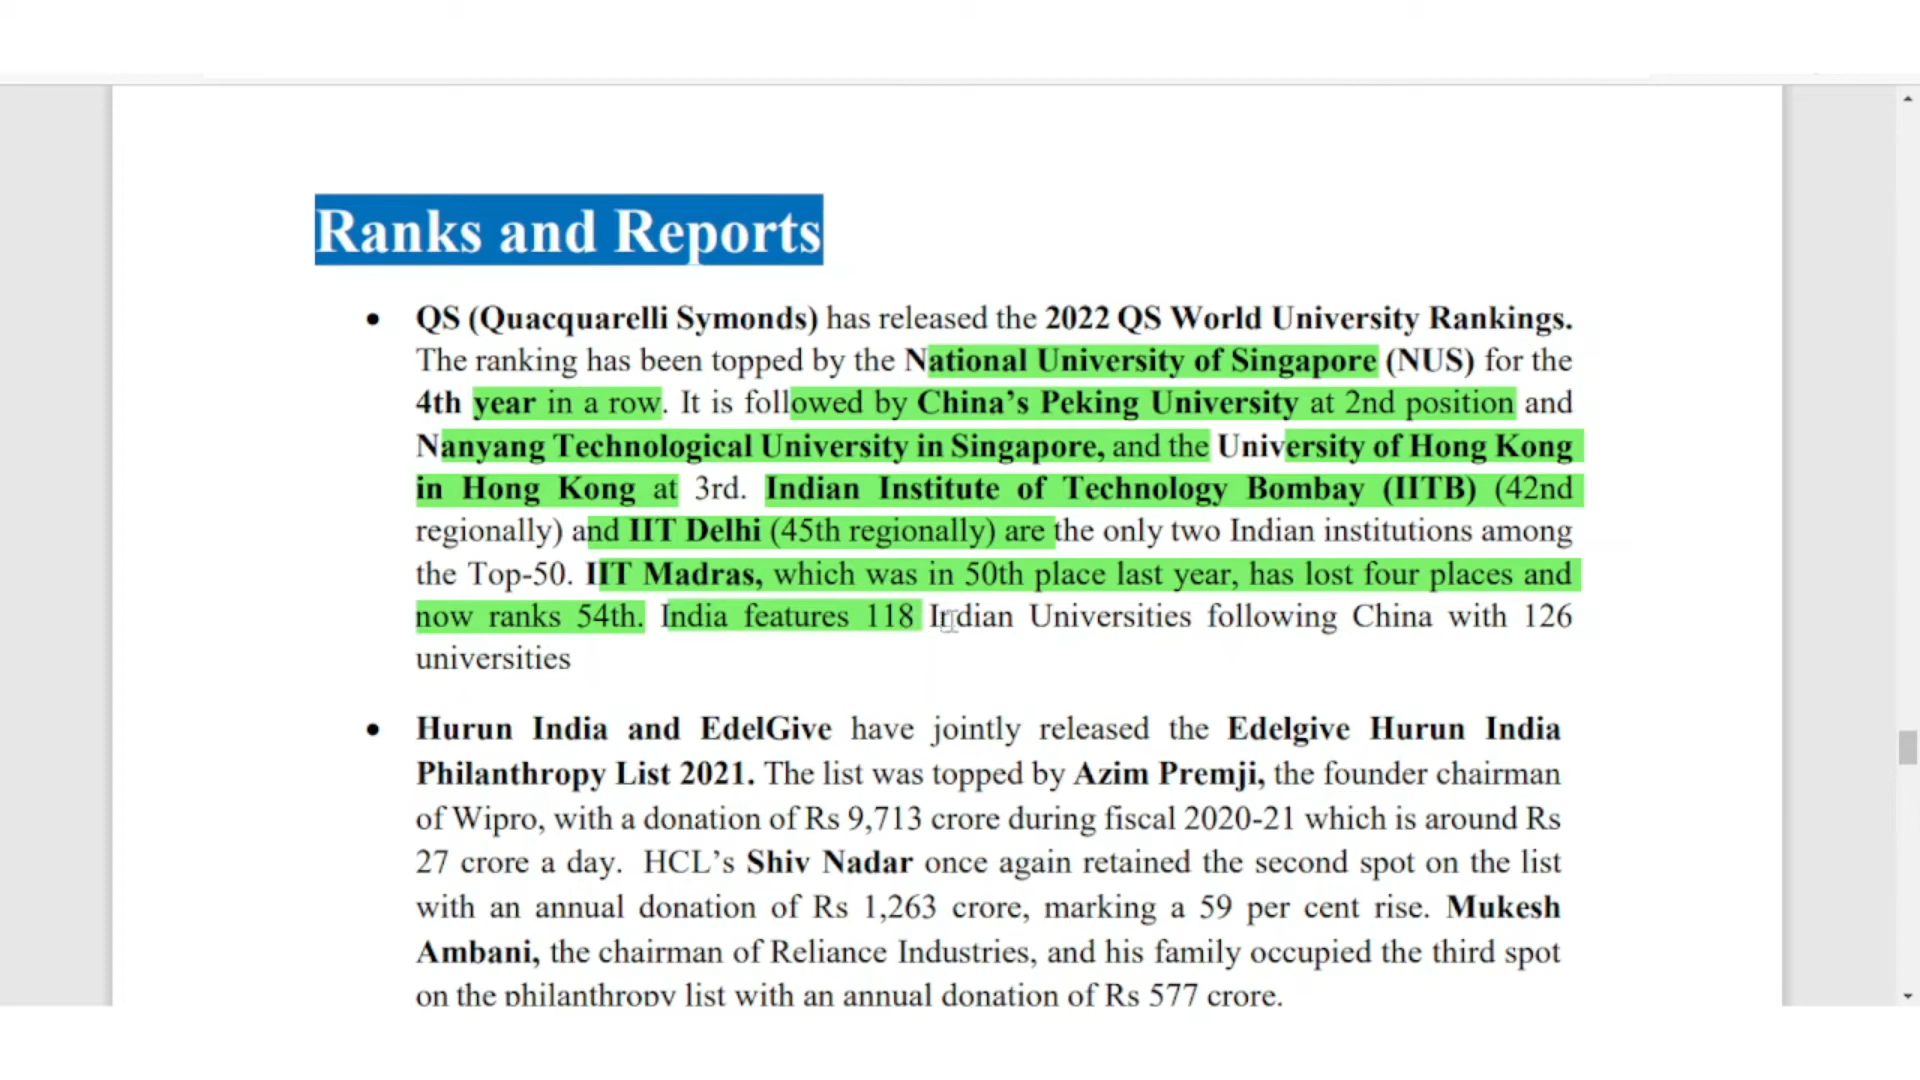 Ranks and Reports
• QS (Quacquarelli Symonds) has released the 2022 QS World University Rankings.
The ranking has been topped by the National University of Singapore (NUS) for the
4th year in a row. It is followed by China’s Peking University at 2nd position and
Nanyang Technological University in Singapore, and the University of Hong Kong
in Hong Kong at 3rd. Indian Institute of Technology Bombay (IITB) (42nd
regionally) and IIT Delhi (45th regionally) are the only two Indian institutions among
the Top-50. IIT Madras, which was in 50th place last year, has lost four places and
now ranks 54th. India features 118 Indian Universities following China with 126
universities
• Hurun India and EdelGive have jointly released the Edelgive Hurun India
Philanthropy List 2021. The list was topped by Azim Premji, the founder chairman
of Wipro, with a donation of Rs 9,713 crore during fiscal 2020-21 which is around Rs
27 crore a day. HCL’s Shiv Nadar once again retained the second spot on the list
with an annual donation of Rs 1,263 crore, marking a 59 per cent rise. Mukesh
Ambani, the chairman of Reliance Industries, and his family occupied the third spot
on the philanthropy list with an annual donation of Rs 577 crore.